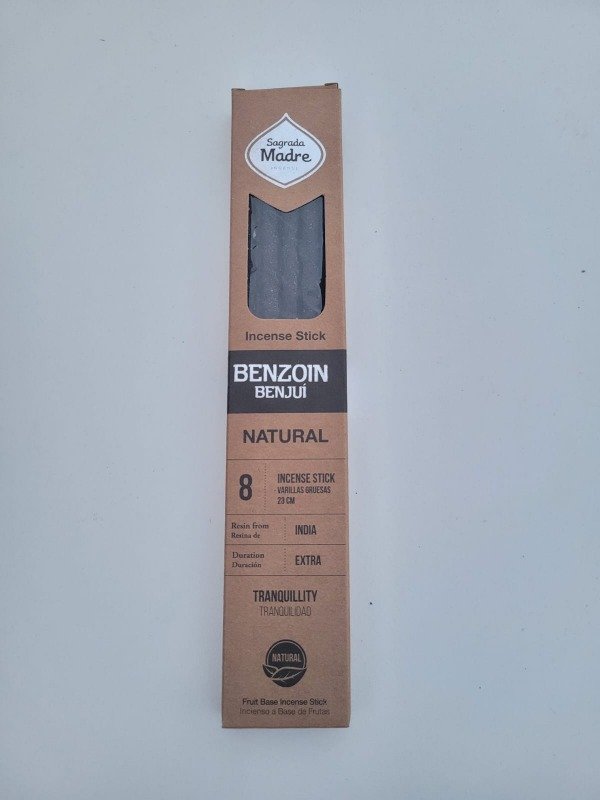 Sagrada
Madre
Incense Stick
BENZOIN
BENJUÍ
NATURAL
8
INCENSE STICK
VARILLAS GRUESAS
23 CM
Resin from
Resina de
INDIA
Duration
Duración
EXTRA
TRANQUILLITY
TRANQUILIDAD
NATURAL
Fruit Base Incense Stick
Incienso a Base de Frutas